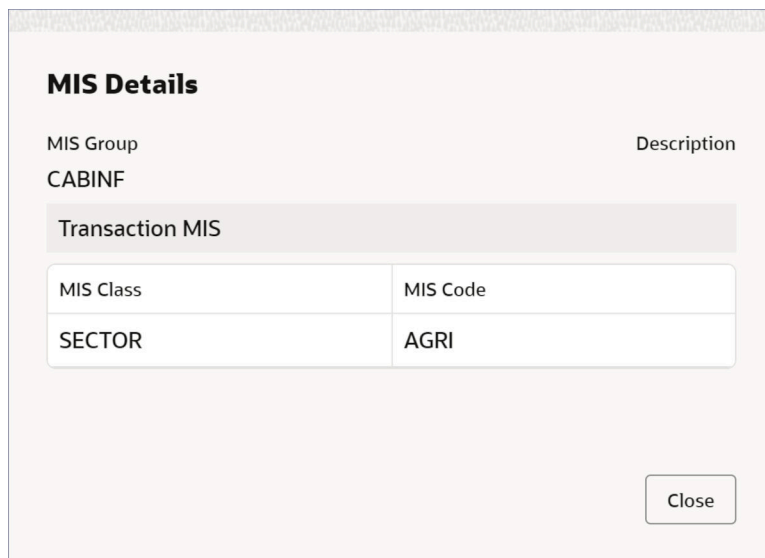 MIS Details
MIS Group Description
CABINF
Transaction MIS
MIS Class MIS Code
SECTOR AGRI
Close